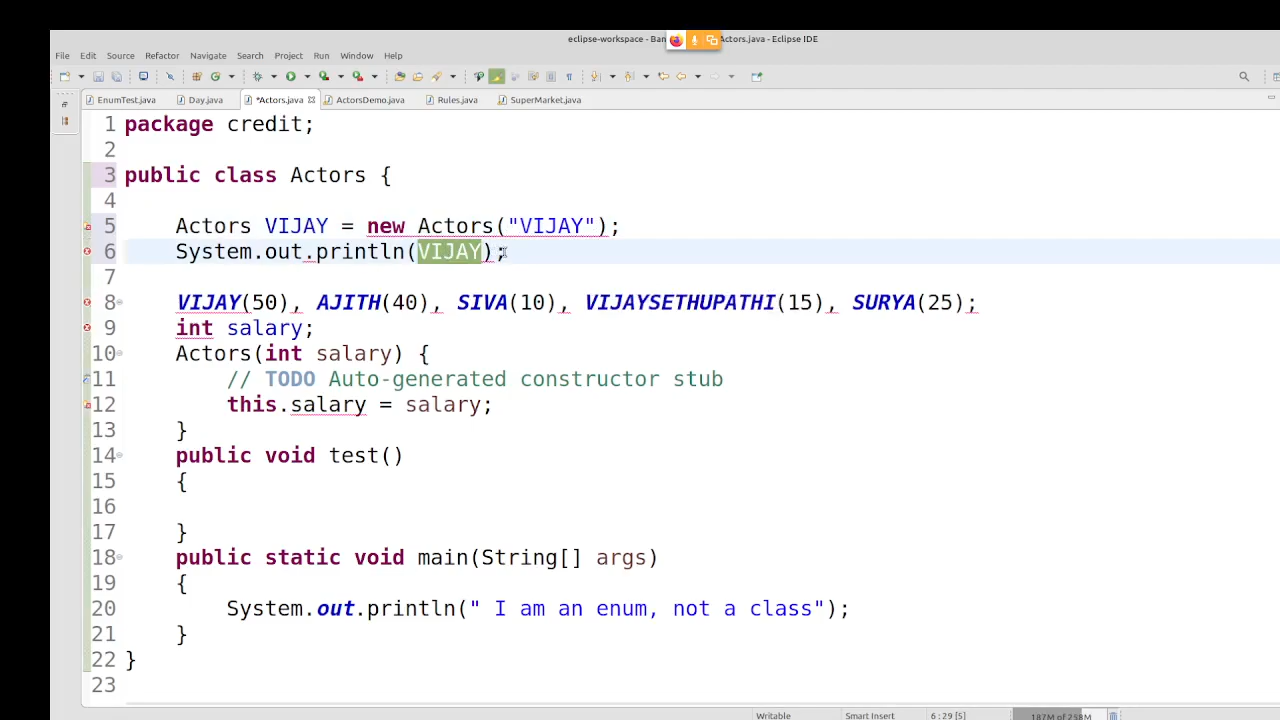 eclipse-workspace - Ban Actors.java - Eclipse IDE
File Edit Source Refactor Navigate Search Project Run Window Help
EnumTest.java Day.java *Actors.java ActorsDemo.java Rules.java SuperMarket.java
1 package credit;
2
3 public class Actors {
4
5 Actors VIJAY = new Actors("VIJAY");
6 System.out.println(VIJAY);
7
8 VIJAY(50), AJITH(40), SIVA(10), VIJAYSETHUPATHI(15), SURYA(25);
9 int salary;
10 Actors(int salary) {
11 // TODO Auto-generated constructor stub
12 this.salary = salary;
13 }
14 public void test()
15 {
16
17 }
18 public static void main(String[] args)
19 {
20 System.out.println(" I am an enum, not a class");
21 }
22 }
23
Writable Smart Insert 6 : 29 [5] 187M of 258M